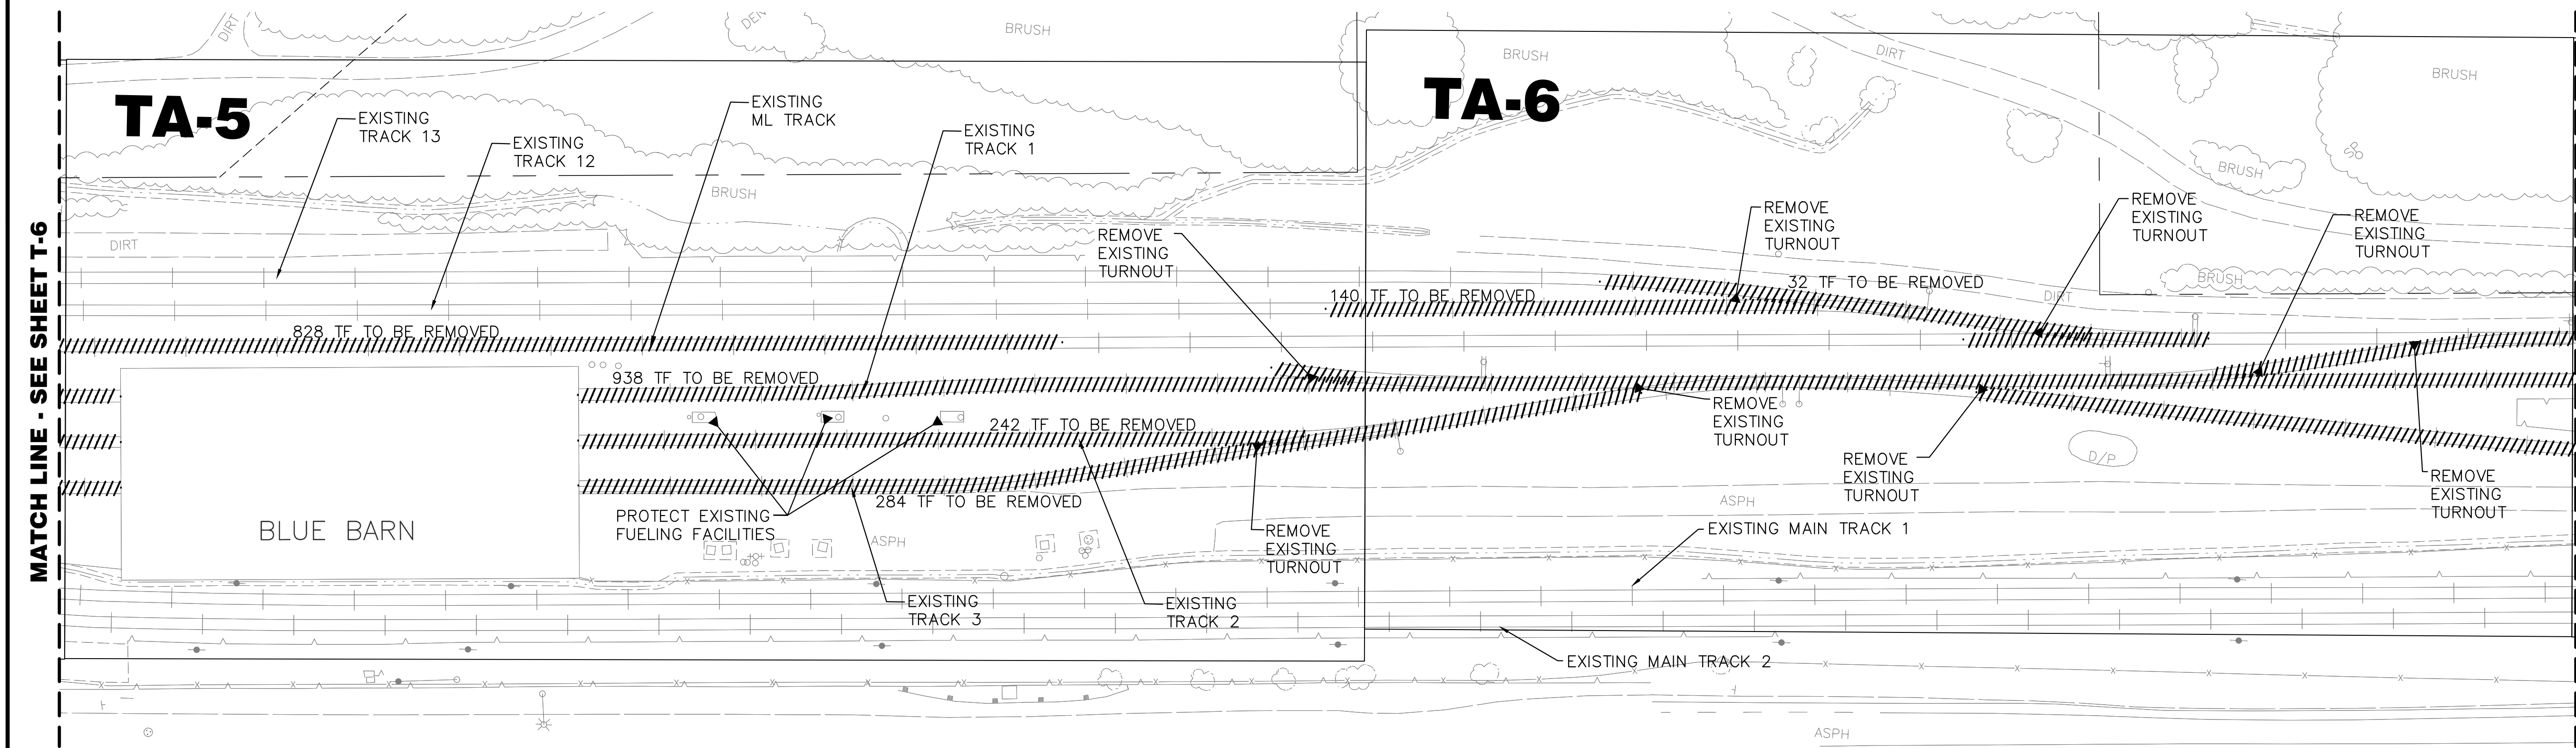 MATCH LINE - SEE SHEET T-6
TA-5
TA-6
DIRT
BRUSH
BRUSH
DIRT
BRUSH
EXISTING
TRACK 13
EXISTING
TRACK 12
EXISTING
ML TRACK
EXISTING
TRACK 1
BRUSH
BRUSH
DIRT
REMOVE
EXISTING
TURNOUT
REMOVE
EXISTING
TURNOUT
REMOVE
EXISTING
TURNOUT
REMOVE
EXISTING
TURNOUT
BRUSH
DIRT
828 TF TO BE REMOVED
140 TF TO BE REMOVED
32 TF TO BE REMOVED
938 TF TO BE REMOVED
242 TF TO BE REMOVED
284 TF TO BE REMOVED
REMOVE
EXISTING
TURNOUT
REMOVE
EXISTING
TURNOUT
D/P
REMOVE
EXISTING
TURNOUT
BLUE BARN
PROTECT EXISTING
FUELING FACILITIES
ASPH
REMOVE
EXISTING
TURNOUT
ASPH
EXISTING MAIN TRACK 1
EXISTING
TRACK 3
EXISTING
TRACK 2
EXISTING MAIN TRACK 2
ASPH